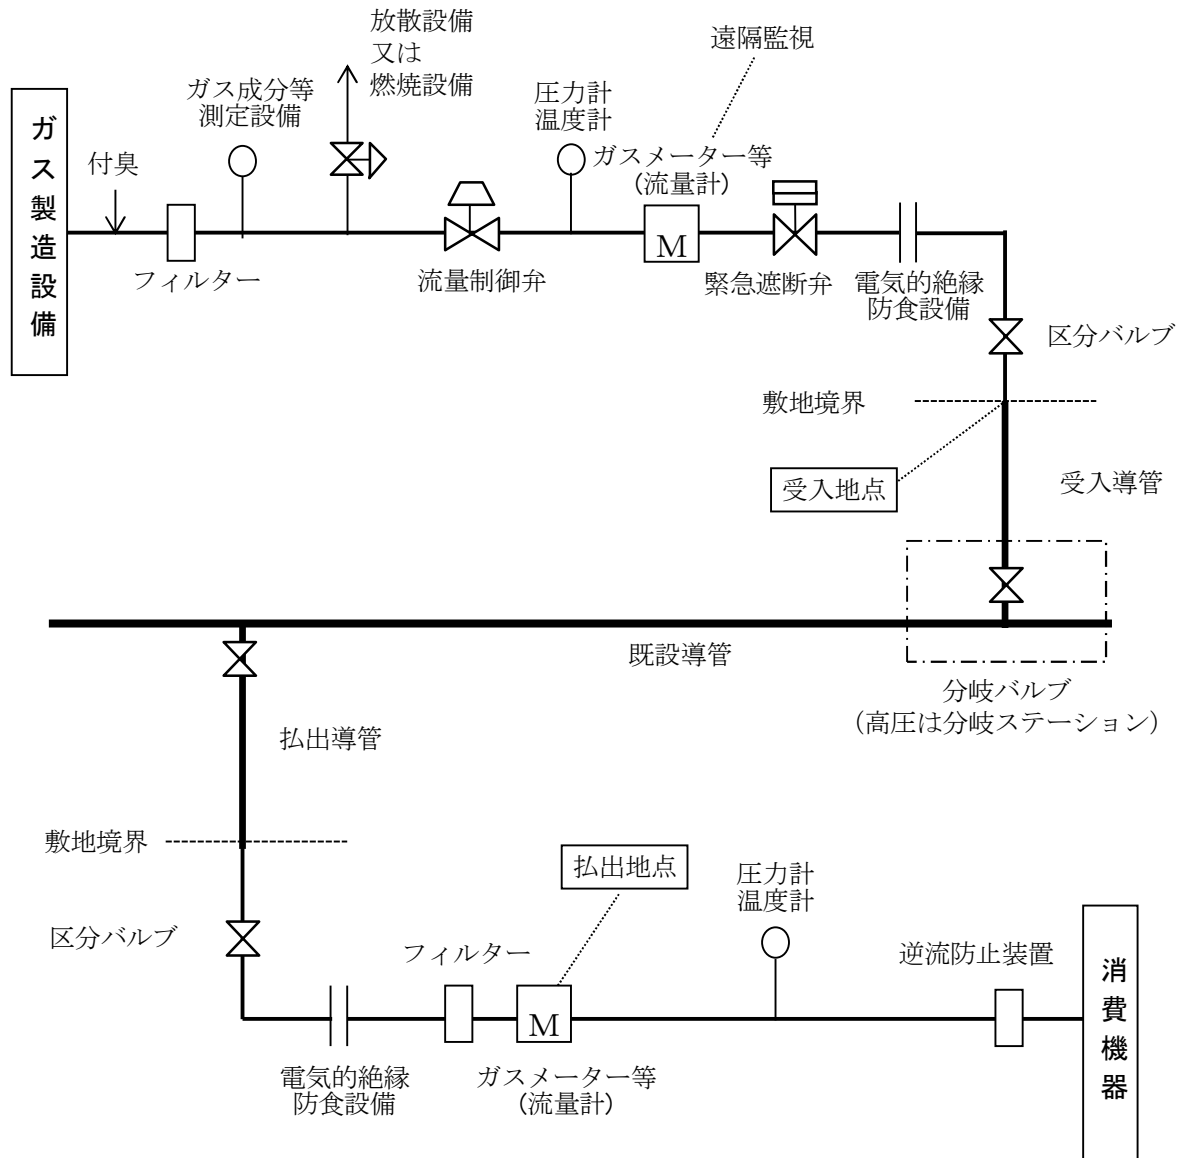 放散設備
又は
燃焼設備
遠隔監視
ガス成分等
測定設備
圧力計
温度計
ガス製造設備
付臭
ガスメーター等
（流量計）
M
フィルター
流量制御弁
緊急遮断弁
電気的絶縁
防食設備
区分バルブ
敷地境界
受入地点
受入導管
既設導管
分岐バルブ
（高圧は分岐ステーション）
払出導管
敷地境界
払出地点
圧力計
温度計
区分バルブ
フィルター
逆流防止装置
消費機器
M
電気的絶縁
防食設備
ガスメーター等
（流量計）